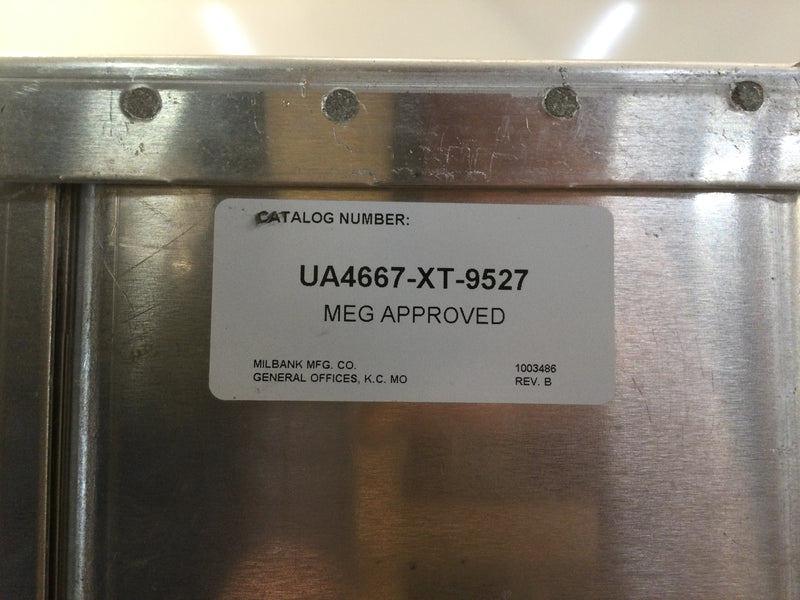 CATALOG NUMBER:
UA4667-XT-9527
MEG APPROVED
MILBANK MFG. CO.
GENERAL OFFICES, K.C. MO
1003486
REV. B